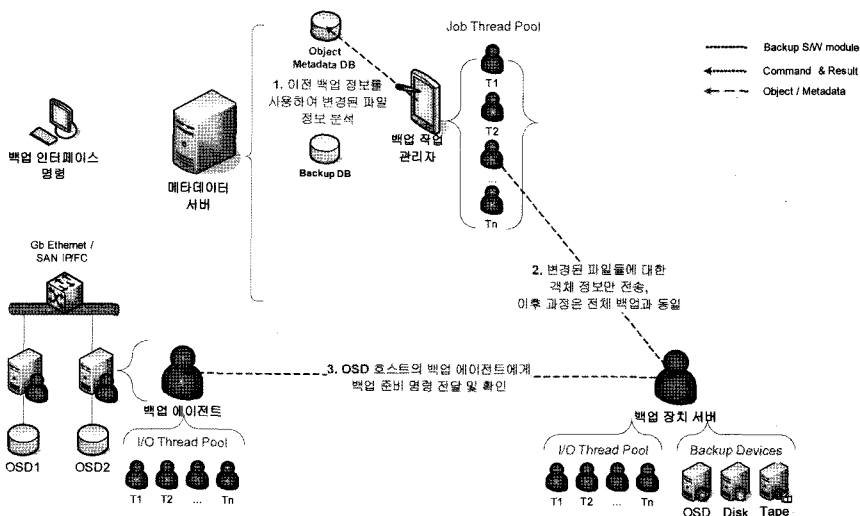 Job Thread Pool
Backup S/W module
Command & Result
Object / Metadata
Object
Metadata DB
1. 이전 백업 정보를
사용하여 변경된 파일
정보 분석
Backup DB
T1
T2
...
Tn
백업 작업
관리자
백업 인터페이스
명령
메타데이터
서버
Gb Ethernet /
SAN IP/FC
2. 변경된 파일들에 대한
객체 정보만 전송,
이후 과정은 전체 백업과 동일
3. OSD 호스트의 백업 에이전트에게
백업 준비 명령 전달 및 확인
백업 에이전트
백업 장치 서버
OSD1
OSD2
I/O Thread Pool
T1
T2
...
Tn
I/O Thread Pool
T1
T2
...
Tn
Backup Devices
OSD
Disk
Tape